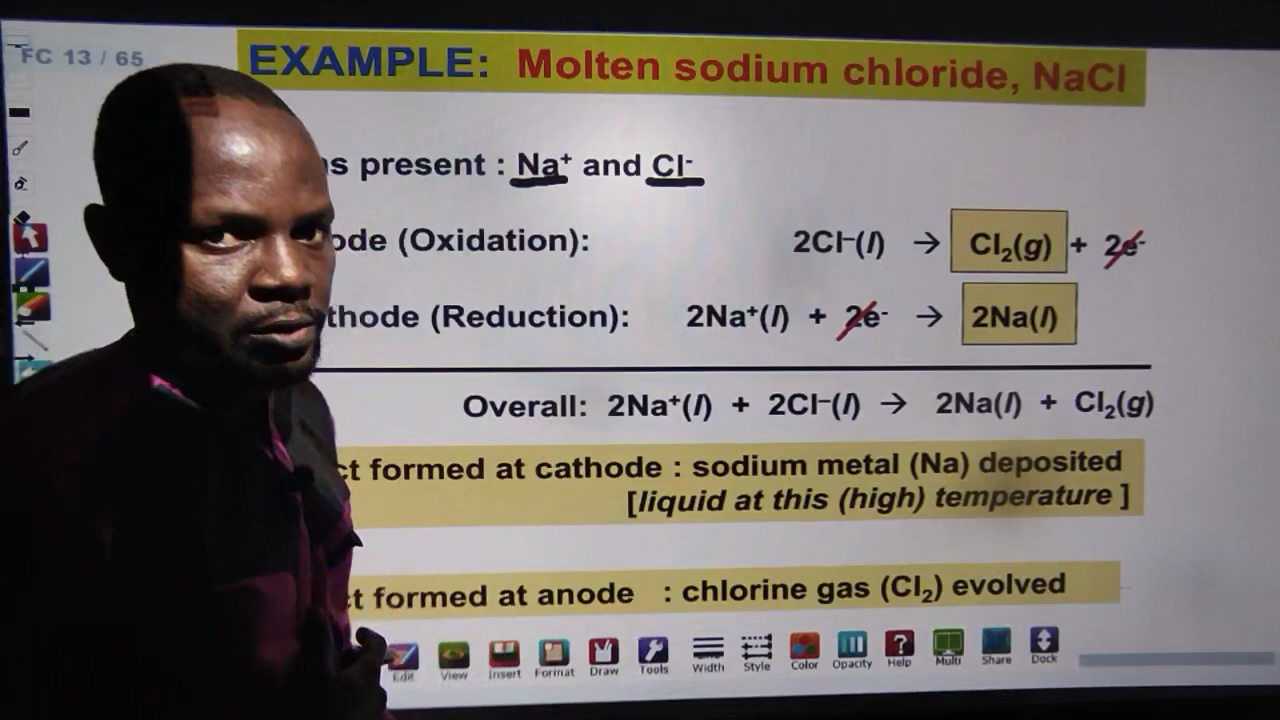 FC 13 / 65
EXAMPLE: Molten sodium chloride, NaCl
s present : Na⁺ and Cl⁻
ode (Oxidation): 2Cl⁻(l) → Cl₂(g) + 2e⁻
thode (Reduction): 2Na⁺(l) + 2e⁻ → 2Na(l)
Overall: 2Na⁺(l) + 2Cl⁻(l) → 2Na(l) + Cl₂(g)
ct formed at cathode : sodium metal (Na) deposited
[liquid at this (high) temperature ]
ct formed at anode : chlorine gas (Cl₂) evolved
Edit View Insert Format Draw Tools Width Style Color Opacity Help Multi Share Dock